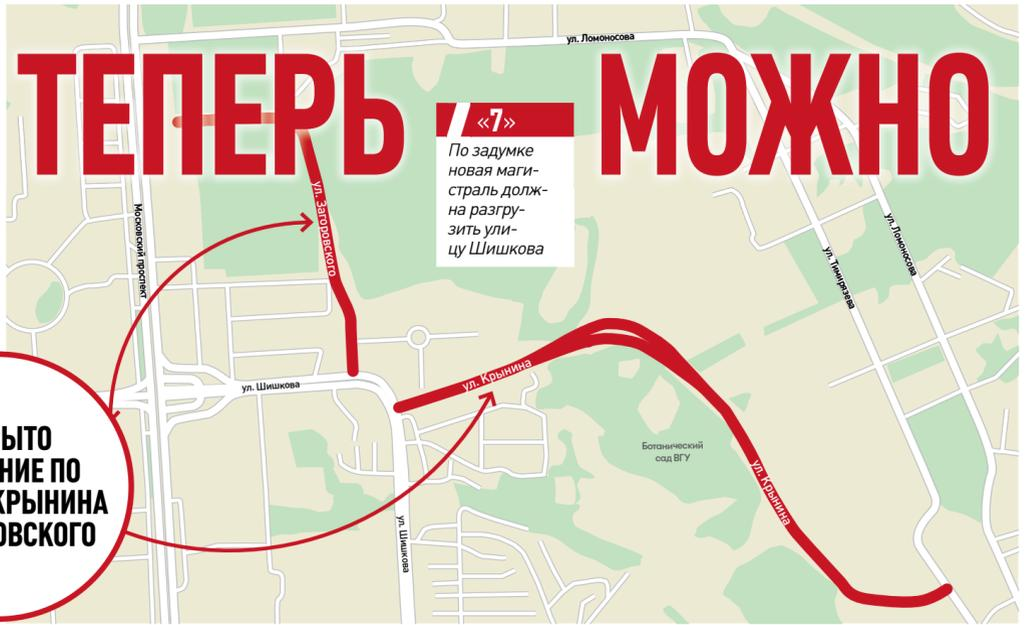 ул. Ломоносова
ТЕПЕРЬ МОЖНО
«7»
По задумке
новая маги-
страль долж-
на разгру-
зить ули-
цу Шишкова
ул. Загоровского
Московский проспект
ул. Ломоносова
ул. Тимирязева
ул. Крынина
ул. Шишкова
ЫТО
НИЕ ПО
КРЫНИНА
ОВСКОГО
Ботанический
сад ВГУ
ул. Крынина
ул. Шишкова